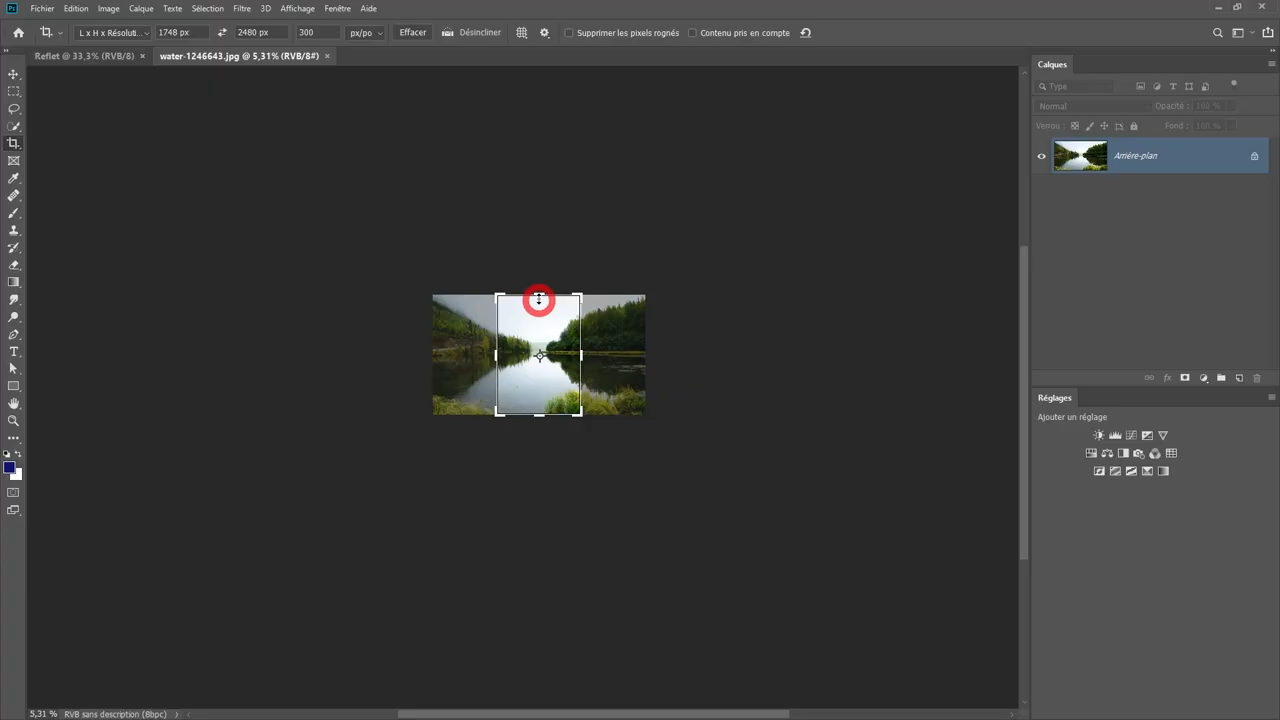 Ps Fichier Edition Image Calque Texte Sélection Filtre 3D Affichage Fenêtre Aide
L x H x Résoluti... 1748 px 2480 px 300 px/po Effacer Désincliner Supprimer les pixels rognés Contenu pris en compte
Reflet @ 33,3% (RVB/8) × water-1246643.jpg @ 5,31% (RVB/8#) ×
Calques
Type
Normal Opacité : 100 %
Verrou : Fond : 100 %
Arrière-plan
fx
Réglages
Ajouter un réglage
5,31 % RVB sans description (8bpc)